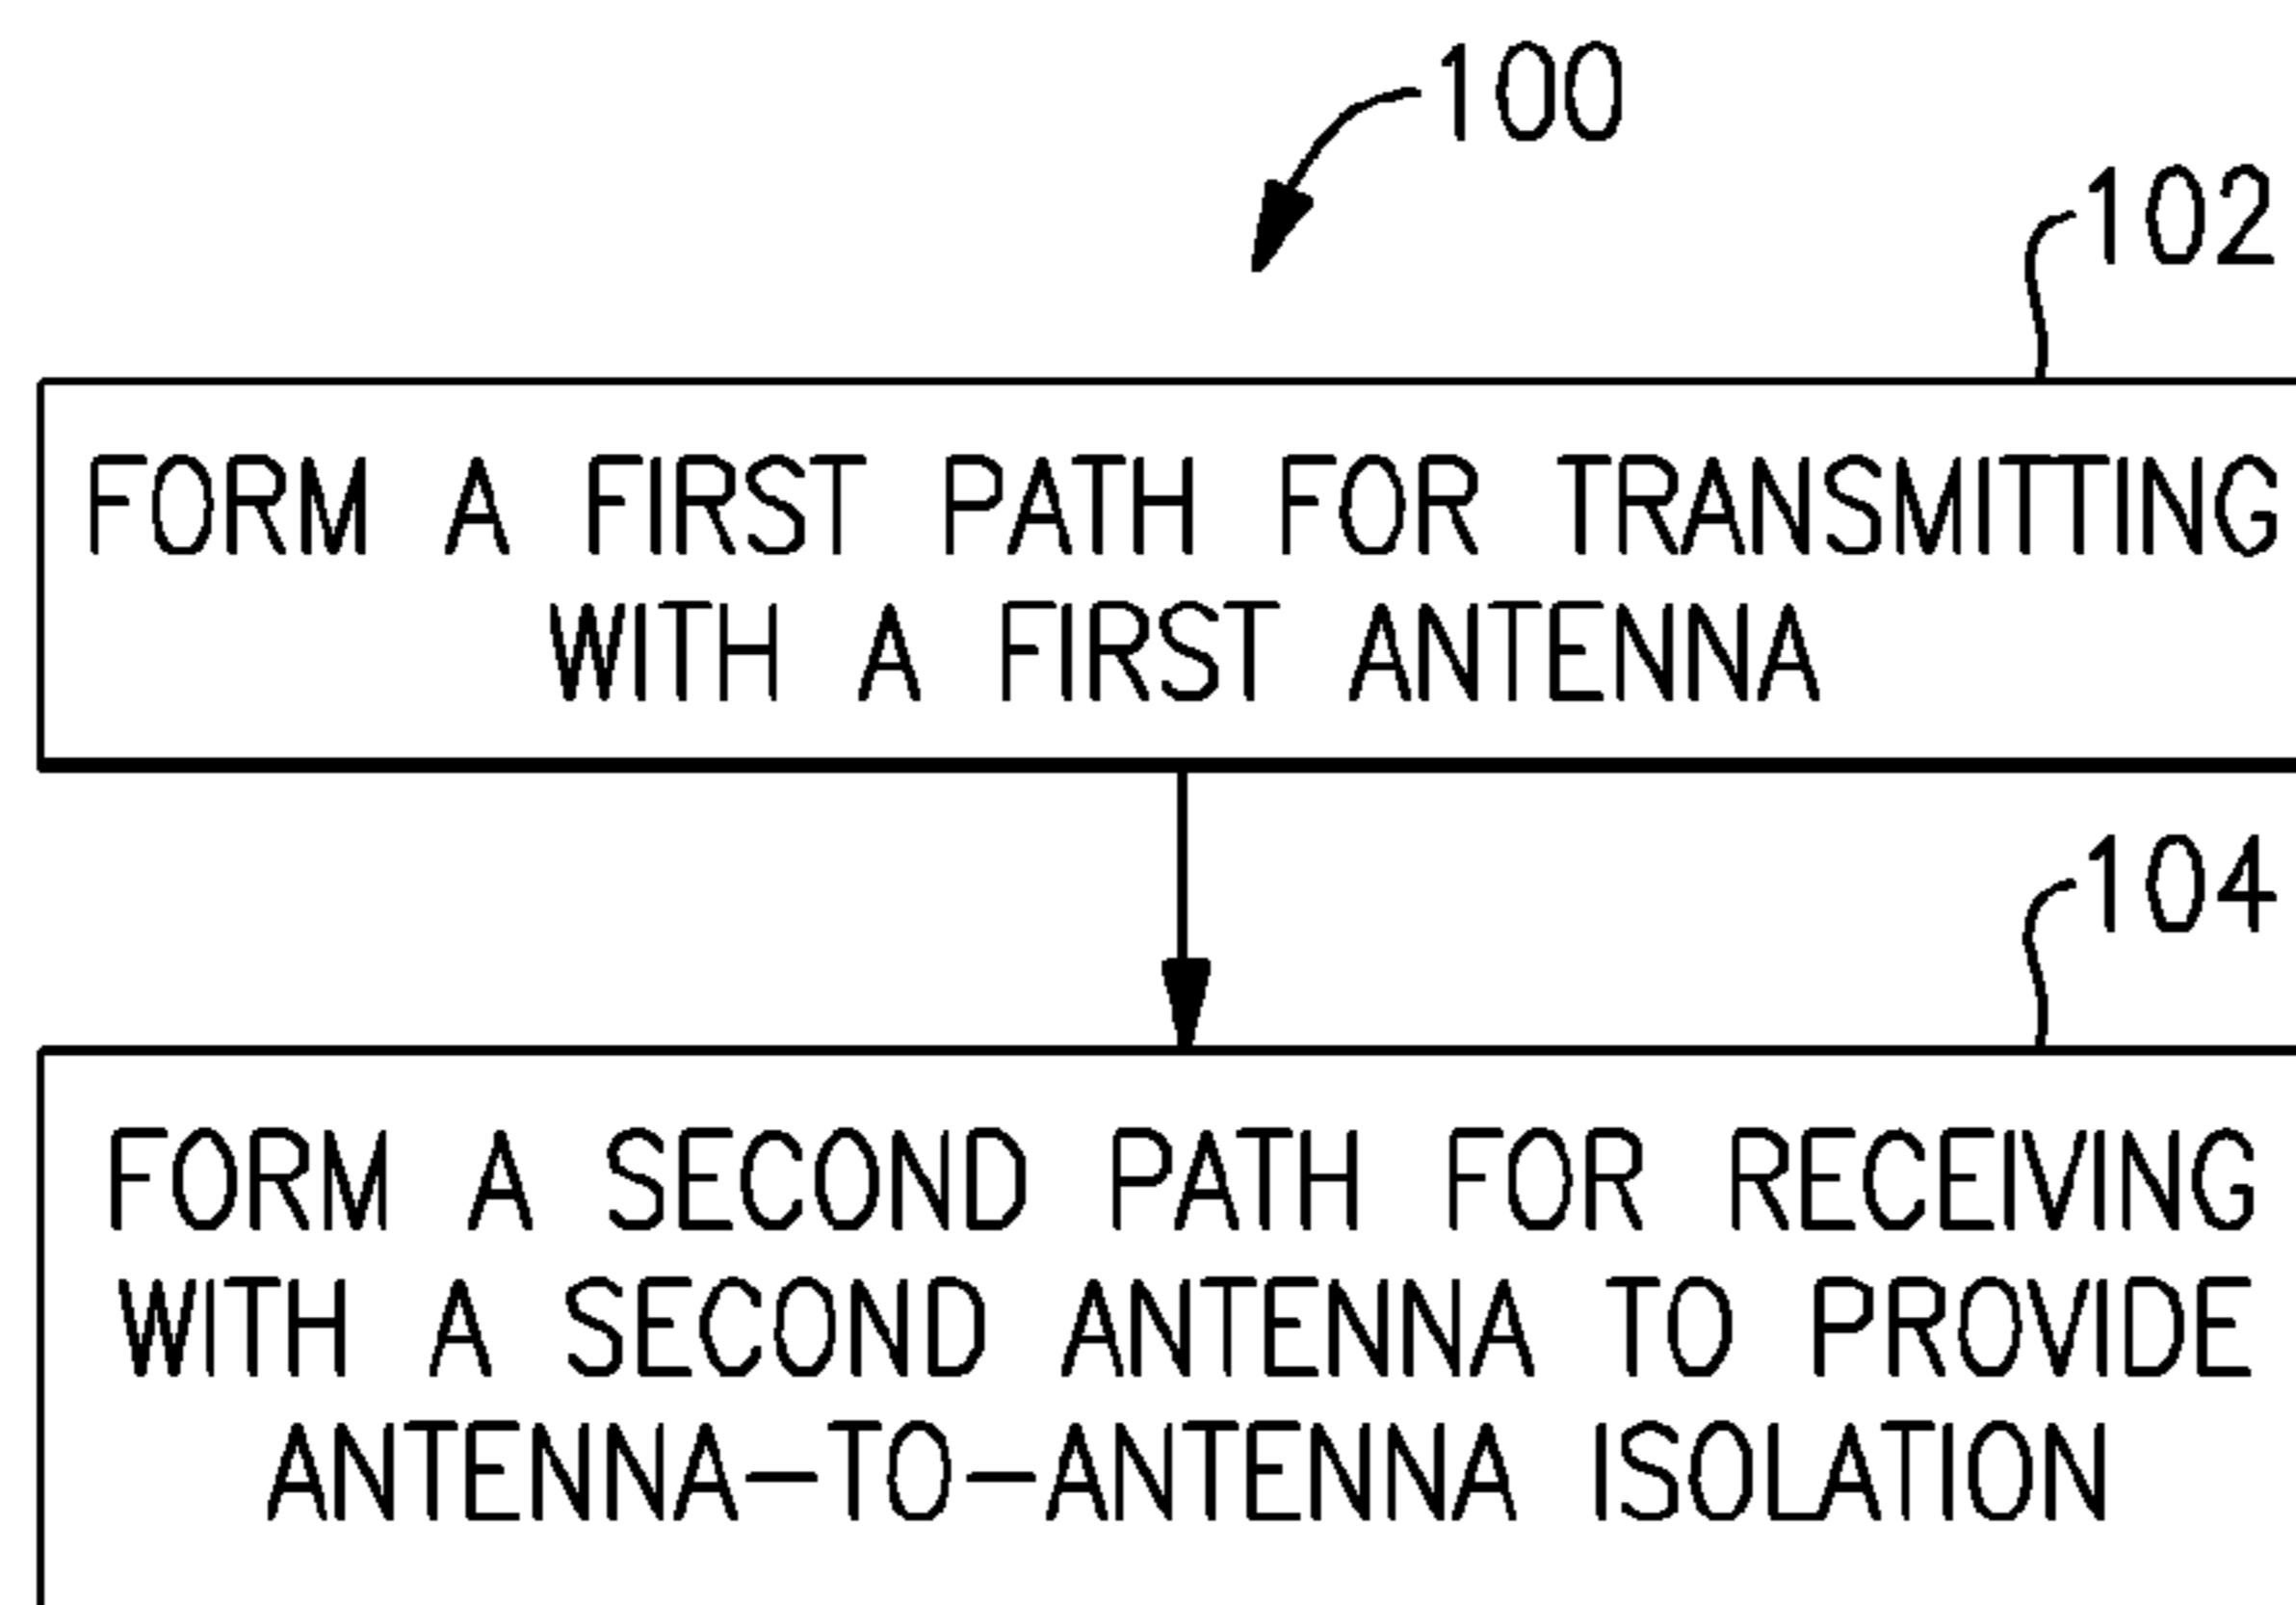 100
102
FORM A FIRST PATH FOR TRANSMITTING
WITH A FIRST ANTENNA
104
FORM A SECOND PATH FOR RECEIVING
WITH A SECOND ANTENNA TO PROVIDE
ANTENNA-TO-ANTENNA ISOLATION